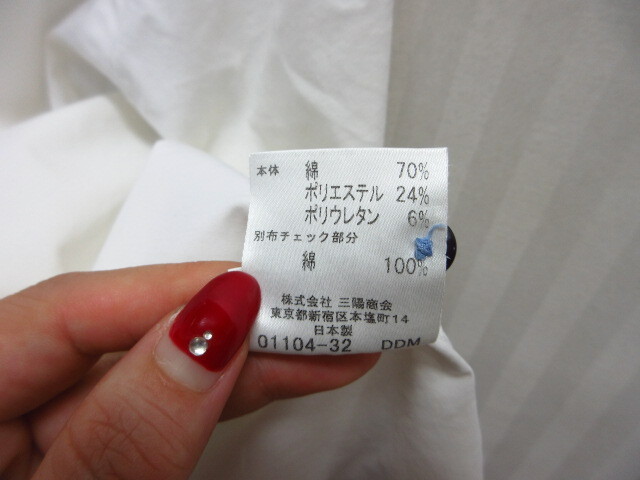 本体 綿 70%
ポリエステル 24%
ポリウレタン 6%
別布チェック部分
綿 100%
株式会社 三陽商会
東京都新宿区本塩町14
日本製
01104-32 DDM